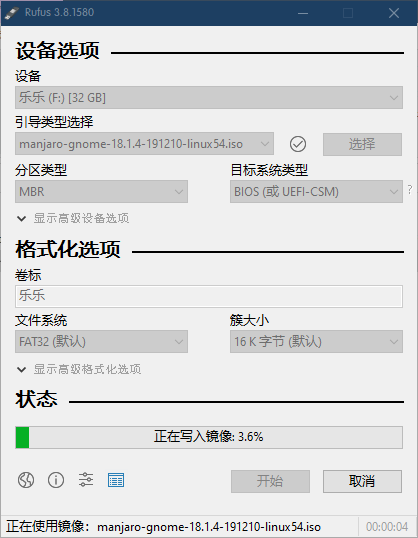 Rufus 3.8.1580
设备选项
设备
乐乐 (F:) [32 GB]
引导类型选择
manjaro-gnome-18.1.4-191210-linux54.iso
选择
分区类型
目标系统类型
MBR
BIOS (或 UEFI-CSM)
?
显示高级设备选项
格式化选项
卷标
乐乐
文件系统
簇大小
FAT32 (默认)
16 K 字节 (默认)
显示高级格式化选项
状态
正在写入镜像: 3.6%
开始
取消
正在使用镜像: manjaro-gnome-18.1.4-191210-linux54.iso
00:00:04